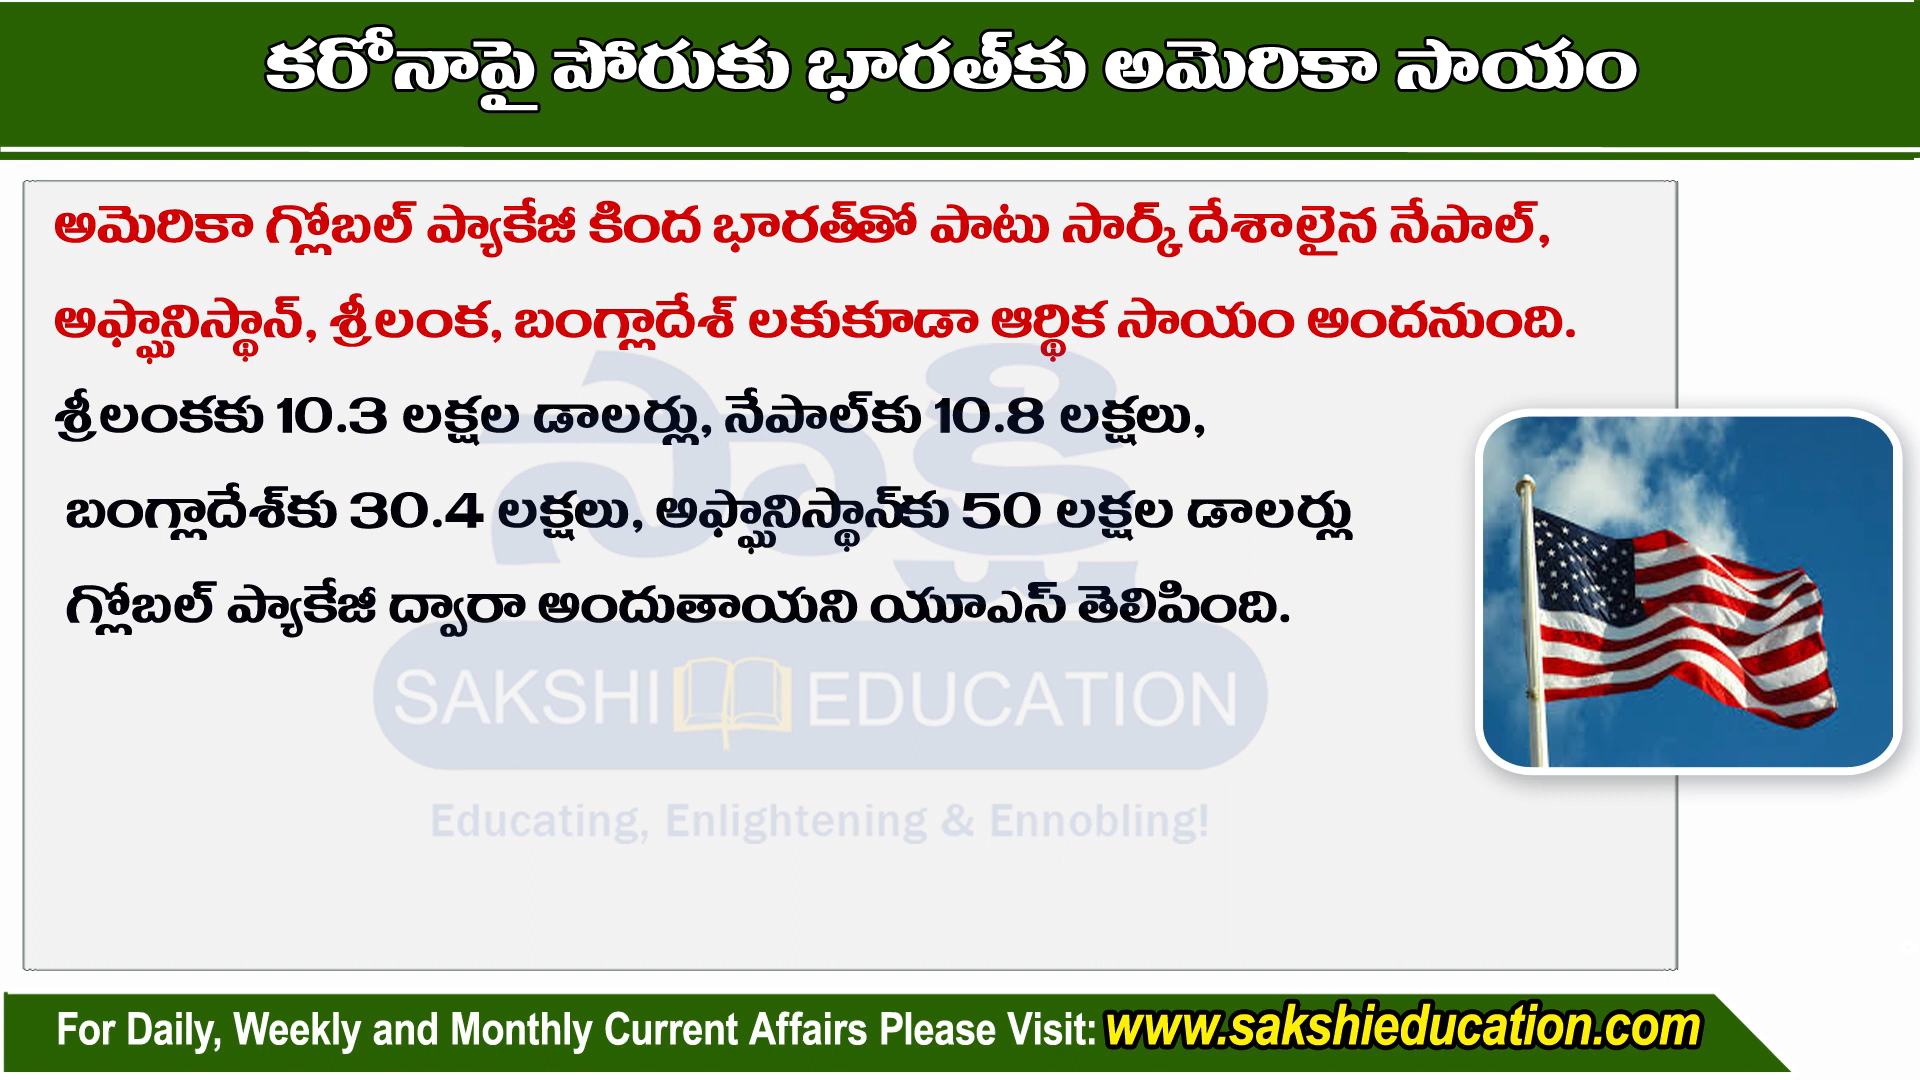 కరోనాపై పోరుకు భారత్‌కు అమెరికా సాయం
అమెరికా గ్లోబల్ ప్యాకేజీ కింద భారత్‌తో పాటు సార్క్ దేశాలైన నేపాల్,
అఫ్ఘానిస్థాన్, శ్రీలంక, బంగ్లాదేశ్ లకుకూడా ఆర్థిక సాయం అందనుంది.
శ్రీలంకకు 10.3 లక్షల డాలర్లు, నేపాల్‌కు 10.8 లక్షలు,
బంగ్లాదేశ్‌కు 30.4 లక్షలు, అఫ్ఘానిస్థాన్‌కు 50 లక్షల డాలర్లు
గ్లోబల్ ప్యాకేజీ ద్వారా అందుతాయని యూఎస్ తెలిపింది.
సాక్షి
SAKSHI EDUCATION
Educating, Enlightening & Ennobling!
For Daily, Weekly and Monthly Current Affairs Please Visit: www.sakshieducation.com